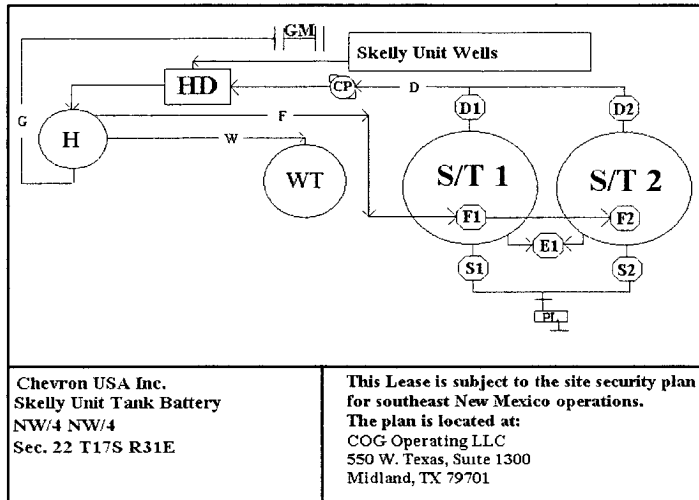 GM
Skelly Unit Wells
HD
CP
D
D1
D2
G
H
F
W
WT
S/T 1
S/T 2
F1
F2
E1
S1
S2
PL
Chevron USA Inc.
Skelly Unit Tank Battery
NW/4 NW/4
Sec. 22 T17S R31E
This Lease is subject to the site security plan
for southeast New Mexico operations.
The plan is located at:
COG Operating LLC
550 W. Texas, Suite 1300
Midland, TX 79701